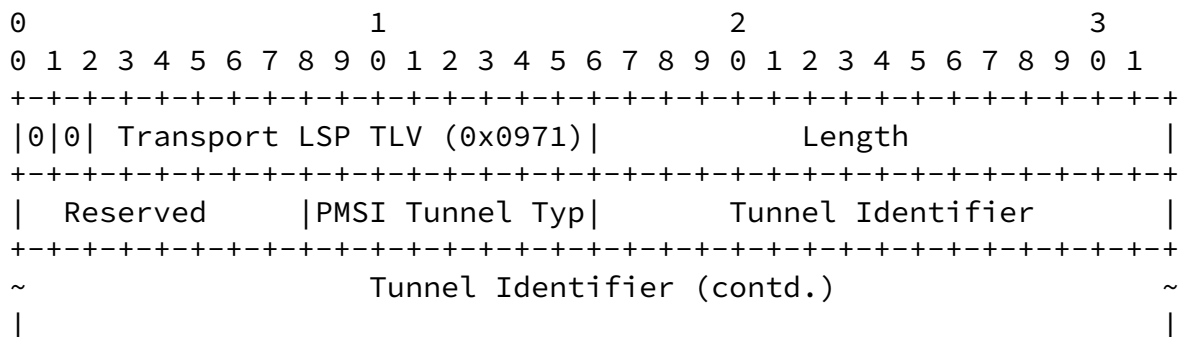 0                   1                   2                   3
0 1 2 3 4 5 6 7 8 9 0 1 2 3 4 5 6 7 8 9 0 1 2 3 4 5 6 7 8 9 0 1
+-+-+-+-+-+-+-+-+-+-+-+-+-+-+-+-+-+-+-+-+-+-+-+-+-+-+-+-+-+-+-+-+
|0|0| Transport LSP TLV (0x0971)|           Length              |
+-+-+-+-+-+-+-+-+-+-+-+-+-+-+-+-+-+-+-+-+-+-+-+-+-+-+-+-+-+-+-+-+
|  Reserved     |PMSI Tunnel Typ|       Tunnel Identifier       |
+-+-+-+-+-+-+-+-+-+-+-+-+-+-+-+-+-+-+-+-+-+-+-+-+-+-+-+-+-+-+-+-+
~                   Tunnel Identifier (contd.)                  ~
|                                                               |